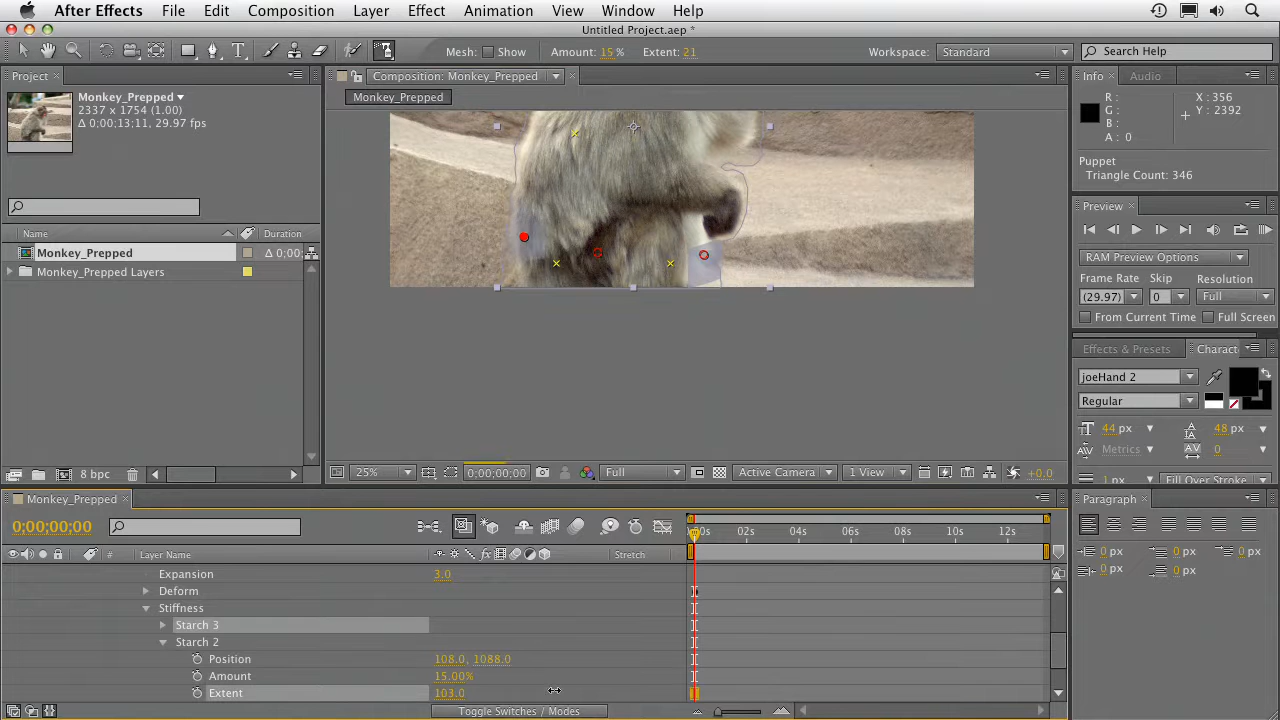 After Effects File Edit Composition Layer Effect Animation View Window Help
Untitled Project.aep *
Mesh: Show Amount: 15 % Extent: 21 Workspace: Standard Search Help
Project Composition: Monkey_Prepped Info Audio
Monkey_Prepped
2337 x 1754 (1.00)
Δ 0;00;13;11, 29.97 fps
Monkey_Prepped
R :
G :
B :
A : 0
X : 356
Y : 2392
Puppet
Triangle Count: 346
Preview
Name Duration
Monkey_Prepped Δ 0;00;
Monkey_Prepped Layers
RAM Preview Options
Frame Rate Skip Resolution
(29.97) 0 Full
From Current Time Full Screen
Effects & Presets Charact
joeHand 2
Regular
44 px 48 px
Metrics 0
1 px Fill Over Stroke
8 bpc
25% 0;00;00;00 Full Active Camera 1 View +0.0
Monkey_Prepped
Paragraph
0;00;00;00
:00s 02s 04s 06s 08s 10s 12s
# Layer Name Stretch
0 px 0 px 0 px
0 px 0 px
Expansion 3.0
Deform
Stiffness
Starch 3
Starch 2
Position 108.0, 1088.0
Amount 15.00%
Extent 103.0
Toggle Switches / Modes